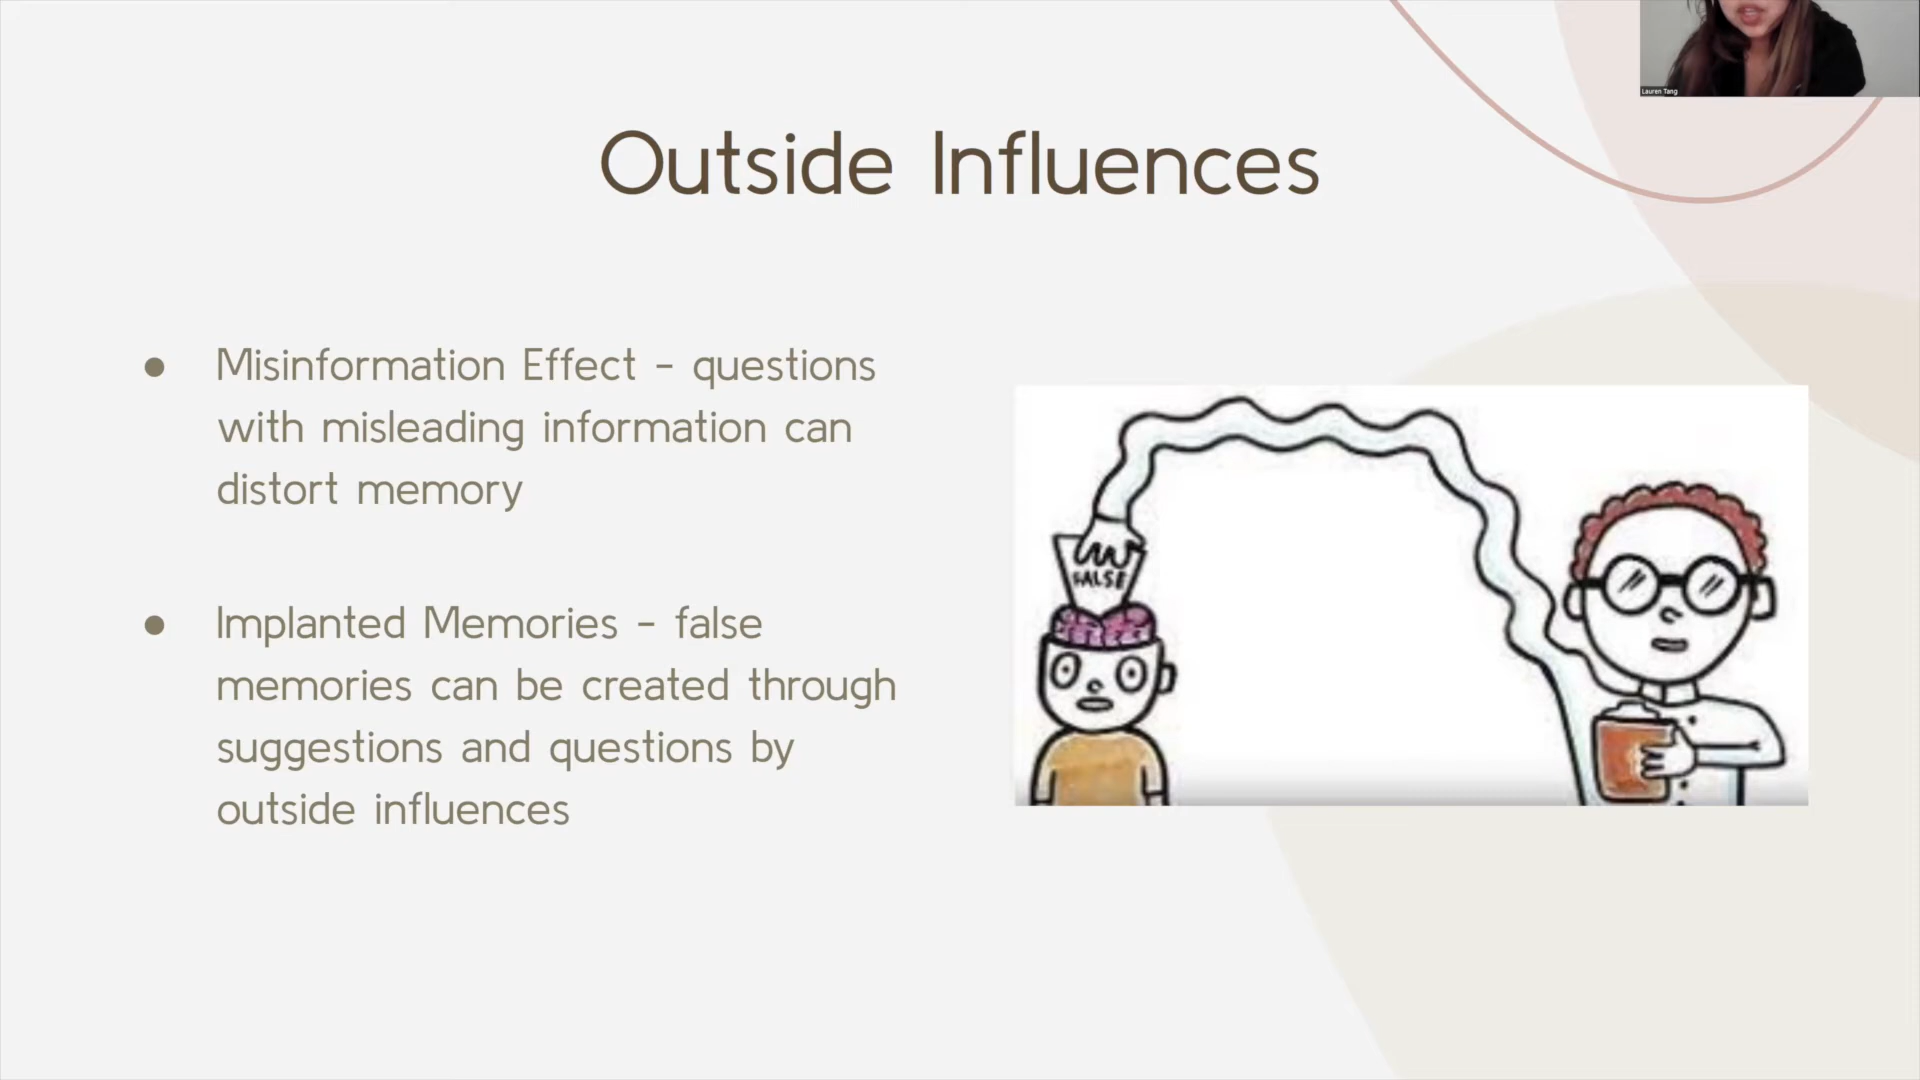 Lauren Tang
Outside Influences
● Misinformation Effect - questions
with misleading information can
distort memory
● Implanted Memories - false
memories can be created through
suggestions and questions by
outside influences
FALSE